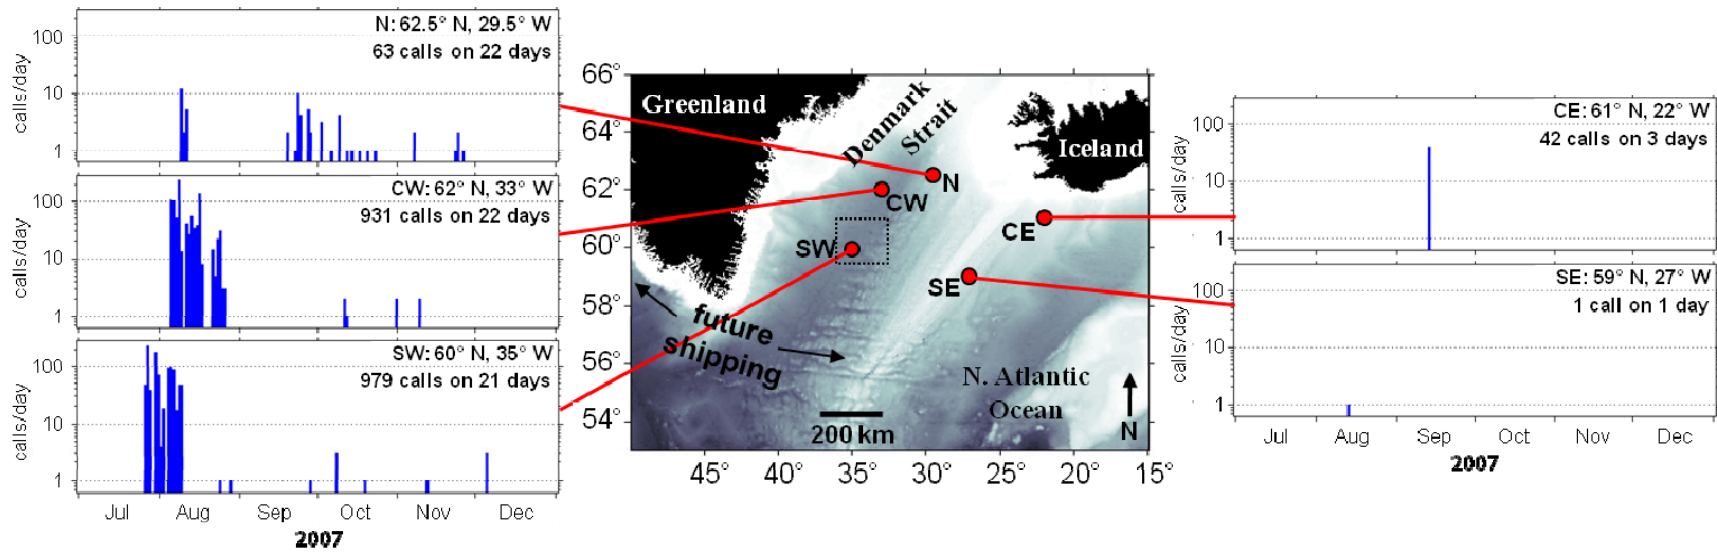 N: 62.5° N, 29.5° W
63 calls on 22 days
100
10
1
calls/day
CW: 62° N, 33° W
931 calls on 22 days
100
10
1
calls/day
SW: 60° N, 35° W
979 calls on 21 days
100
10
1
calls/day
Jul Aug Sep Oct Nov Dec
2007
66°
64°
62°
60°
58°
56°
54°
Greenland
Denmark
Strait
Iceland
N
CW
SW
CE
SE
future
shipping
N. Atlantic
Ocean
200 km
N
45° 40° 35° 30° 25° 20° 15°
CE: 61° N, 22° W
42 calls on 3 days
100
10
1
calls/day
SE: 59° N, 27° W
1 call on 1 day
100
10
1
calls/day
Jul Aug Sep Oct Nov Dec
2007